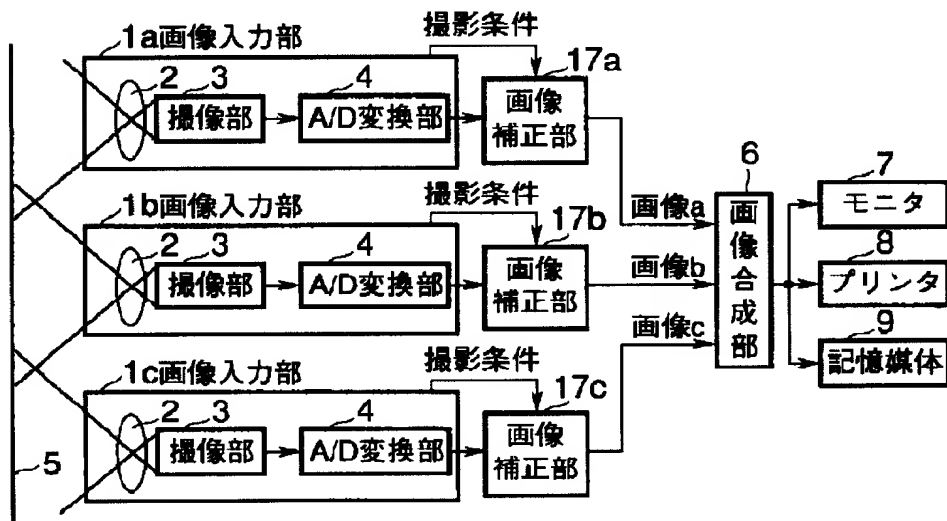 1a画像入力部
撮影条件
2
3
4
17a
撮像部
A/D変換部
画像
補正部
1b画像入力部
撮影条件
2
3
4
17b
撮像部
A/D変換部
画像
補正部
1c画像入力部
撮影条件
2
3
4
17c
撮像部
A/D変換部
画像
補正部
5
画像a
画像b
画像c
6
画像合成部
7
モニタ
8
プリンタ
9
記憶媒体